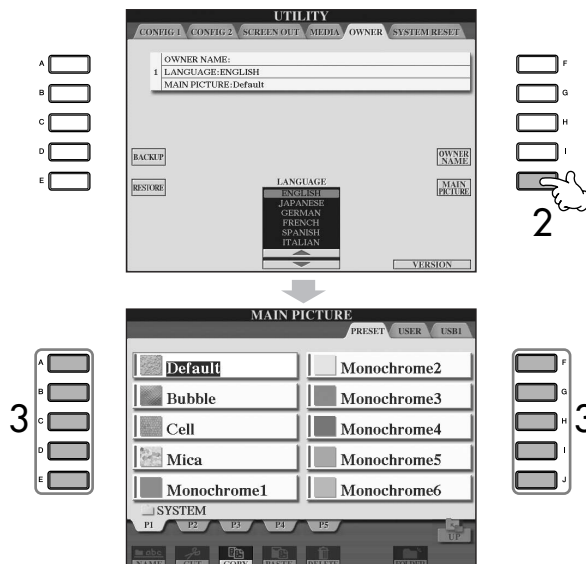 UTILITY
CONFIG 1 CONFIG 2 SCREEN OUT MEDIA OWNER SYSTEM RESET
OWNER NAME:
1 LANGUAGE:ENGLISH
MAIN PICTURE:Default
A
B
C
D
E
F
G
H
I
BACKUP
RESTORE
OWNER
NAME
MAIN
PICTURE
LANGUAGE
ENGLISH
JAPANESE
GERMAN
FRENCH
SPANISH
ITALIAN
VERSION
2
MAIN PICTURE
PRESET USER USB1
A Default Monochrome2 F
B Bubble Monochrome3 G
3 C Cell Monochrome4 H 3
D Mica Monochrome5 I
E Monochrome1 Monochrome6 J
SYSTEM
P1 P2 P3 P4 P5
UP
abc
NAME CUT COPY PASTE DELETE FOLDER